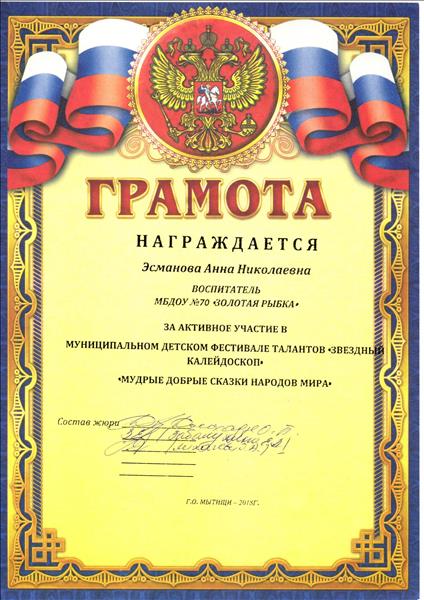 ГРАМОТА
НАГРАЖДАЕТСЯ
Эсманова Анна Николаевна
ВОСПИТАТЕЛЬ
МБДОУ №70 «ЗОЛОТАЯ РЫБКА»
ЗА АКТИВНОЕ УЧАСТИЕ В
МУНИЦИПАЛЬНОМ ДЕТСКОМ ФЕСТИВАЛЕ ТАЛАНТОВ «ЗВЕЗДНЫЙ
КАЛЕЙДОСКОП»
«МУДРЫЕ ДОБРЫЕ СКАЗКИ НАРОДОВ МИРА»
Состав жюри
Г.О. МЫТИЩИ – 2018Г.